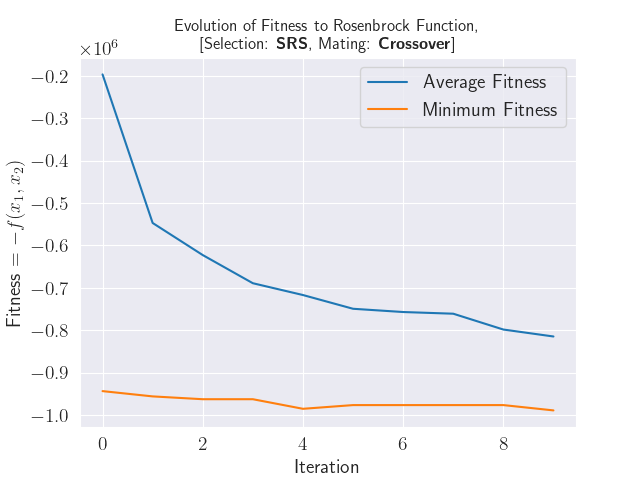 Evolution of Fitness to Rosenbrock Function,
[Selection: SRS, Mating: Crossover]
×10⁶
Average Fitness
Minimum Fitness
Fitness = −f(x₁, x₂)
−0.2
−0.3
−0.4
−0.5
−0.6
−0.7
−0.8
−0.9
−1.0
0 2 4 6 8
Iteration